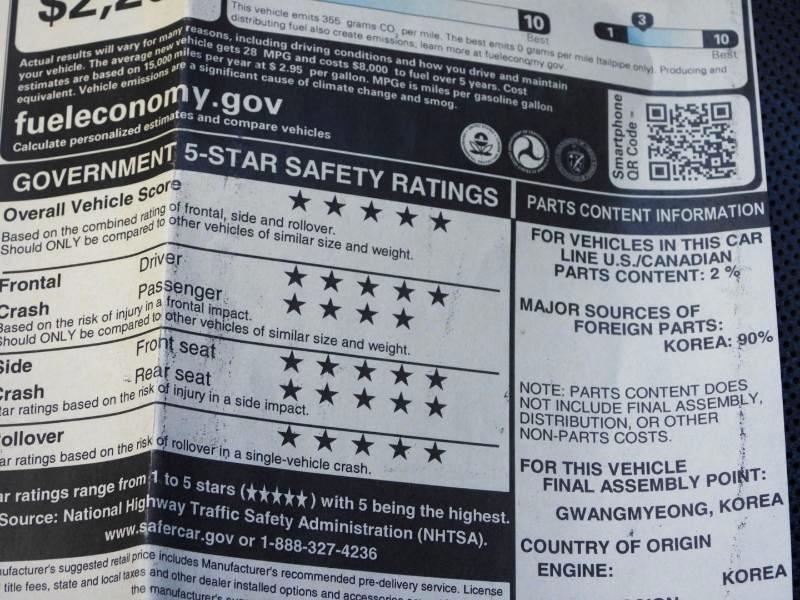 $2,2
This vehicle emits 355 grams CO2 per mile. The best emits 0 grams per mile (tailpipe only). Producing and
distributing fuel also create emissions; learn more at fueleconomy.gov.
10
Best
1
3
10
Best
Actual results will vary for many reasons, including driving conditions and how you drive and maintain
your vehicle. The average new vehicle gets 28 MPG and costs $8,000 to fuel over 5 years. Cost
estimates are based on 15,000 miles per year at $ 2.95 per gallon. MPGe is miles per gasoline gallon
equivalent. Vehicle emissions are a significant cause of climate change and smog.
fueleconomy.gov
Calculate personalized estimates and compare vehicles
Smartphone
QR Code
GOVERNMENT 5-STAR SAFETY RATINGS
Overall Vehicle Score ★ ★ ★ ★ ★
Based on the combined rating of frontal, side and rollover.
Should ONLY be compared to other vehicles of similar size and weight.
Frontal Driver ★ ★ ★ ★ ★
Crash Passenger ★ ★ ★ ★
Based on the risk of injury in a frontal impact.
Should ONLY be compared to other vehicles of similar size and weight.
Side Front seat ★ ★ ★ ★ ★
Crash Rear seat ★ ★ ★ ★ ★
ar ratings based on the risk of injury in a side impact.
ollover ★ ★ ★ ★ ★
ar ratings based on the risk of rollover in a single-vehicle crash.
ar ratings range from 1 to 5 stars (★★★★★) with 5 being the highest.
Source: National Highway Traffic Safety Administration (NHTSA).
www.safercar.gov or 1-888-327-4236
nufacturer's suggested retail price includes Manufacturer's recommended pre-delivery service. License
title fees, state and local taxes and other dealer installed options and accessories
the manufacturer's
PARTS CONTENT INFORMATION
FOR VEHICLES IN THIS CAR
LINE U.S./CANADIAN
PARTS CONTENT: 2 %
MAJOR SOURCES OF
FOREIGN PARTS:
KOREA: 90%
NOTE: PARTS CONTENT DOES
NOT INCLUDE FINAL ASSEMBLY,
DISTRIBUTION, OR OTHER
NON-PARTS COSTS.
FOR THIS VEHICLE
FINAL ASSEMBLY POINT:
GWANGMYEONG, KOREA
COUNTRY OF ORIGIN
ENGINE: KOREA